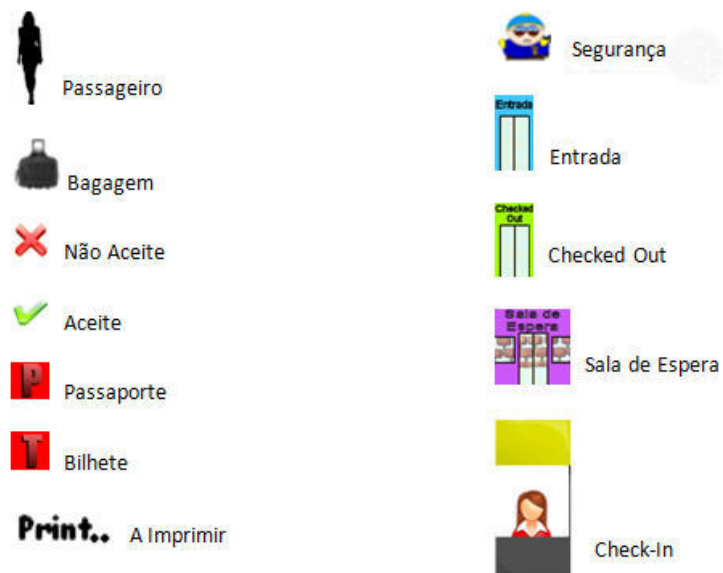 Passageiro
Bagagem
Não Aceite
Aceite
P
Passaporte
T
Bilhete
Print..
A Imprimir
Segurança
Entrada
Entrada
Checked
Out
Checked Out
Sala de
Espera
Sala de Espera
Check-In